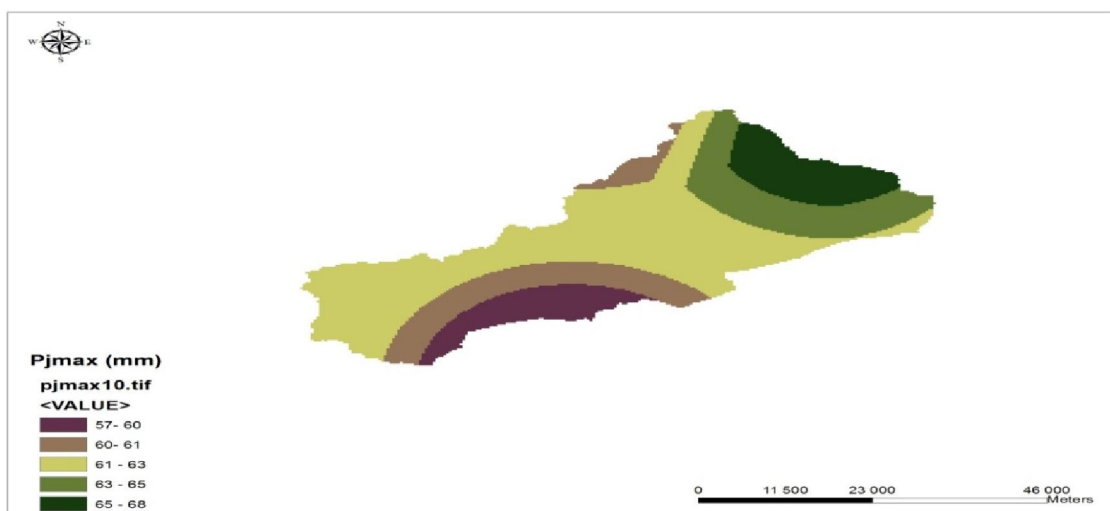 N
W E
S
Pjmax (mm)
pjmax10.tif
<VALUE>
57- 60
60- 61
61 - 63
63 - 65
65 - 68
0 11 500 23 000 46 000
Meters